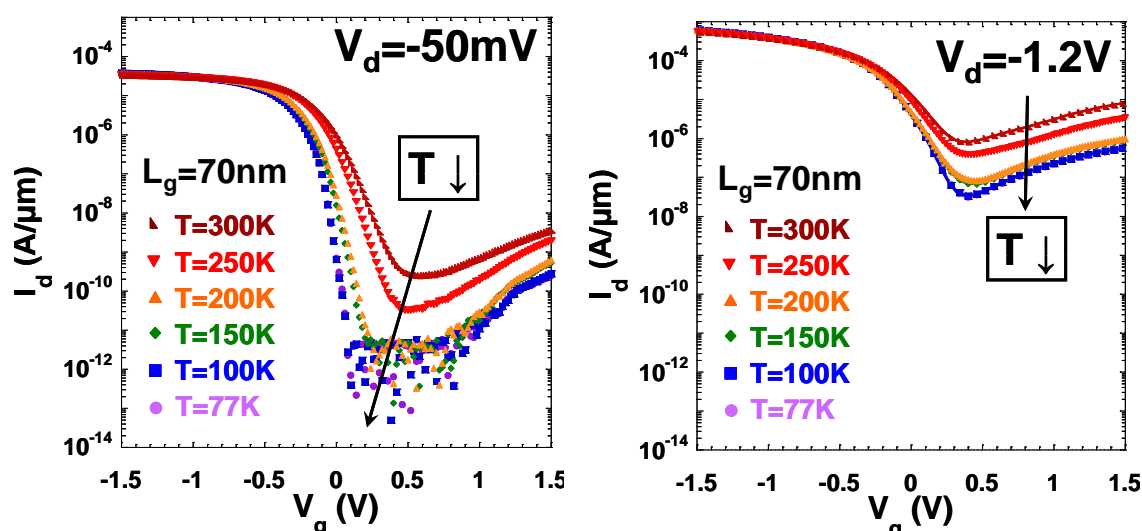 V_d=-50mV
I_d (A/µm)
10^-4
10^-6
10^-8
10^-10
10^-12
10^-14
T ↓
L_g=70nm
T=300K
T=250K
T=200K
T=150K
T=100K
T=77K
-1.5 -1 -0.5 0 0.5 1 1.5
V_g (V)
V_d=-1.2V
I_d (A/µm)
10^-4
10^-6
10^-8
10^-10
10^-12
10^-14
L_g=70nm
T=300K
T=250K
T=200K
T=150K
T=100K
T=77K
T ↓
-1.5 -1 -0.5 0 0.5 1 1.5
V_g (V)